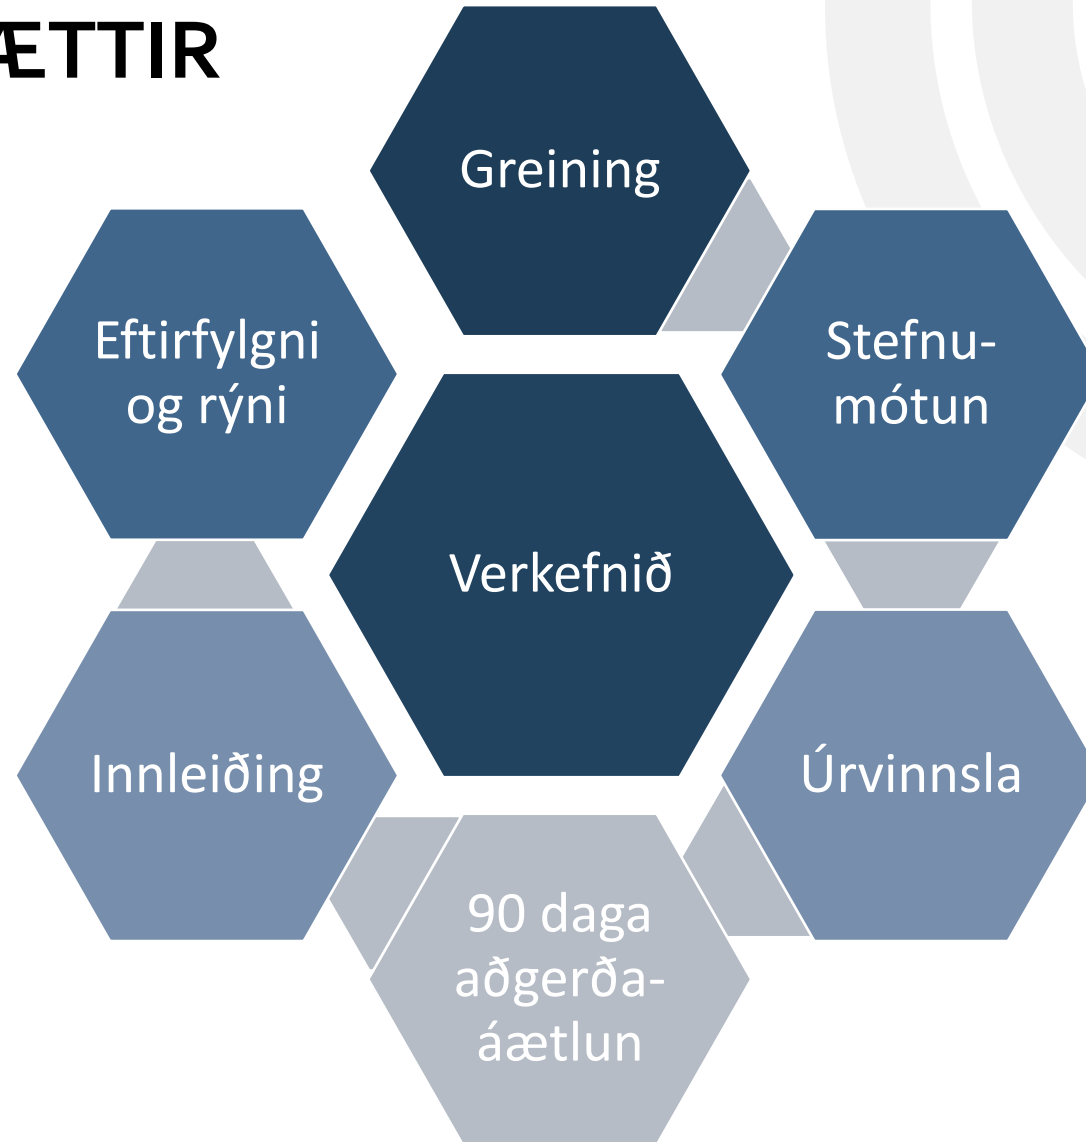 ÆTTIR
Greining
Stefnu-
mótun
Úrvinnsla
90 daga
aðgerða-
áætlun
Innleiðing
Eftirfylgni
og rýni
Verkefnið